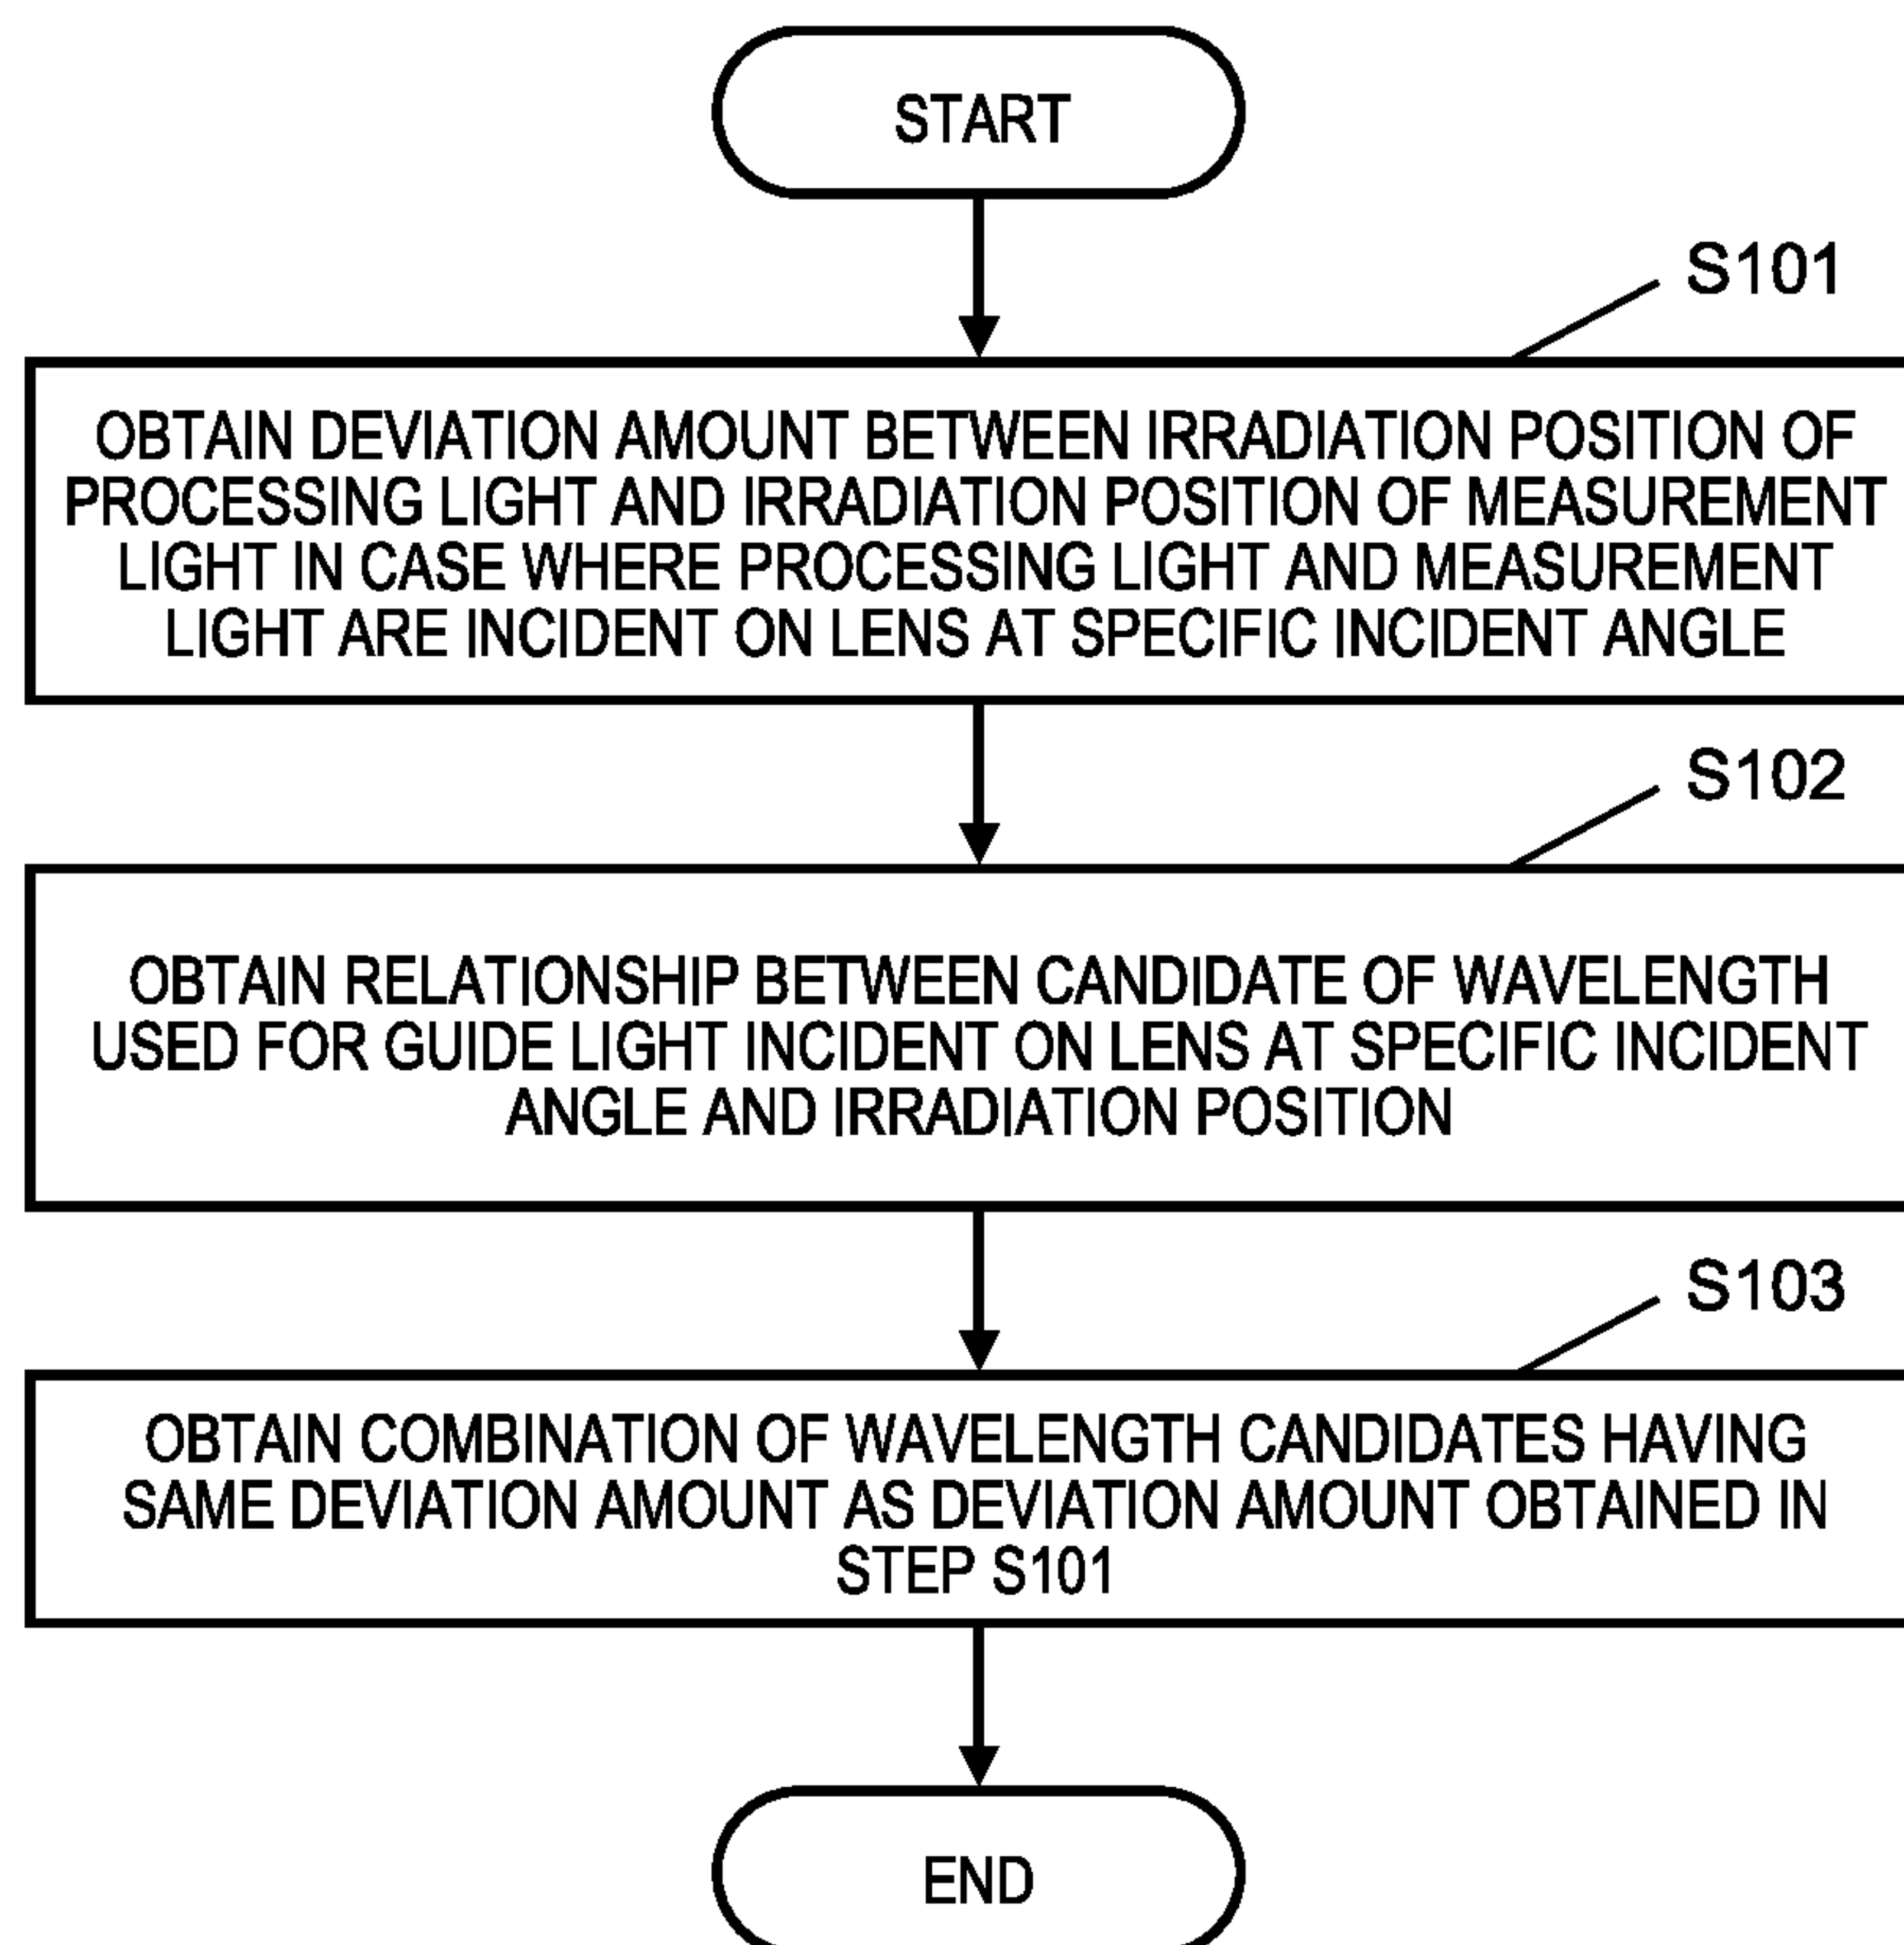 START
S101
OBTAIN DEVIATION AMOUNT BETWEEN IRRADIATION POSITION OF
PROCESSING LIGHT AND IRRADIATION POSITION OF MEASUREMENT
LIGHT IN CASE WHERE PROCESSING LIGHT AND MEASUREMENT
LIGHT ARE INCIDENT ON LENS AT SPECIFIC INCIDENT ANGLE
S102
OBTAIN RELATIONSHIP BETWEEN CANDIDATE OF WAVELENGTH
USED FOR GUIDE LIGHT INCIDENT ON LENS AT SPECIFIC INCIDENT
ANGLE AND IRRADIATION POSITION
S103
OBTAIN COMBINATION OF WAVELENGTH CANDIDATES HAVING
SAME DEVIATION AMOUNT AS DEVIATION AMOUNT OBTAINED IN
STEP S101
END